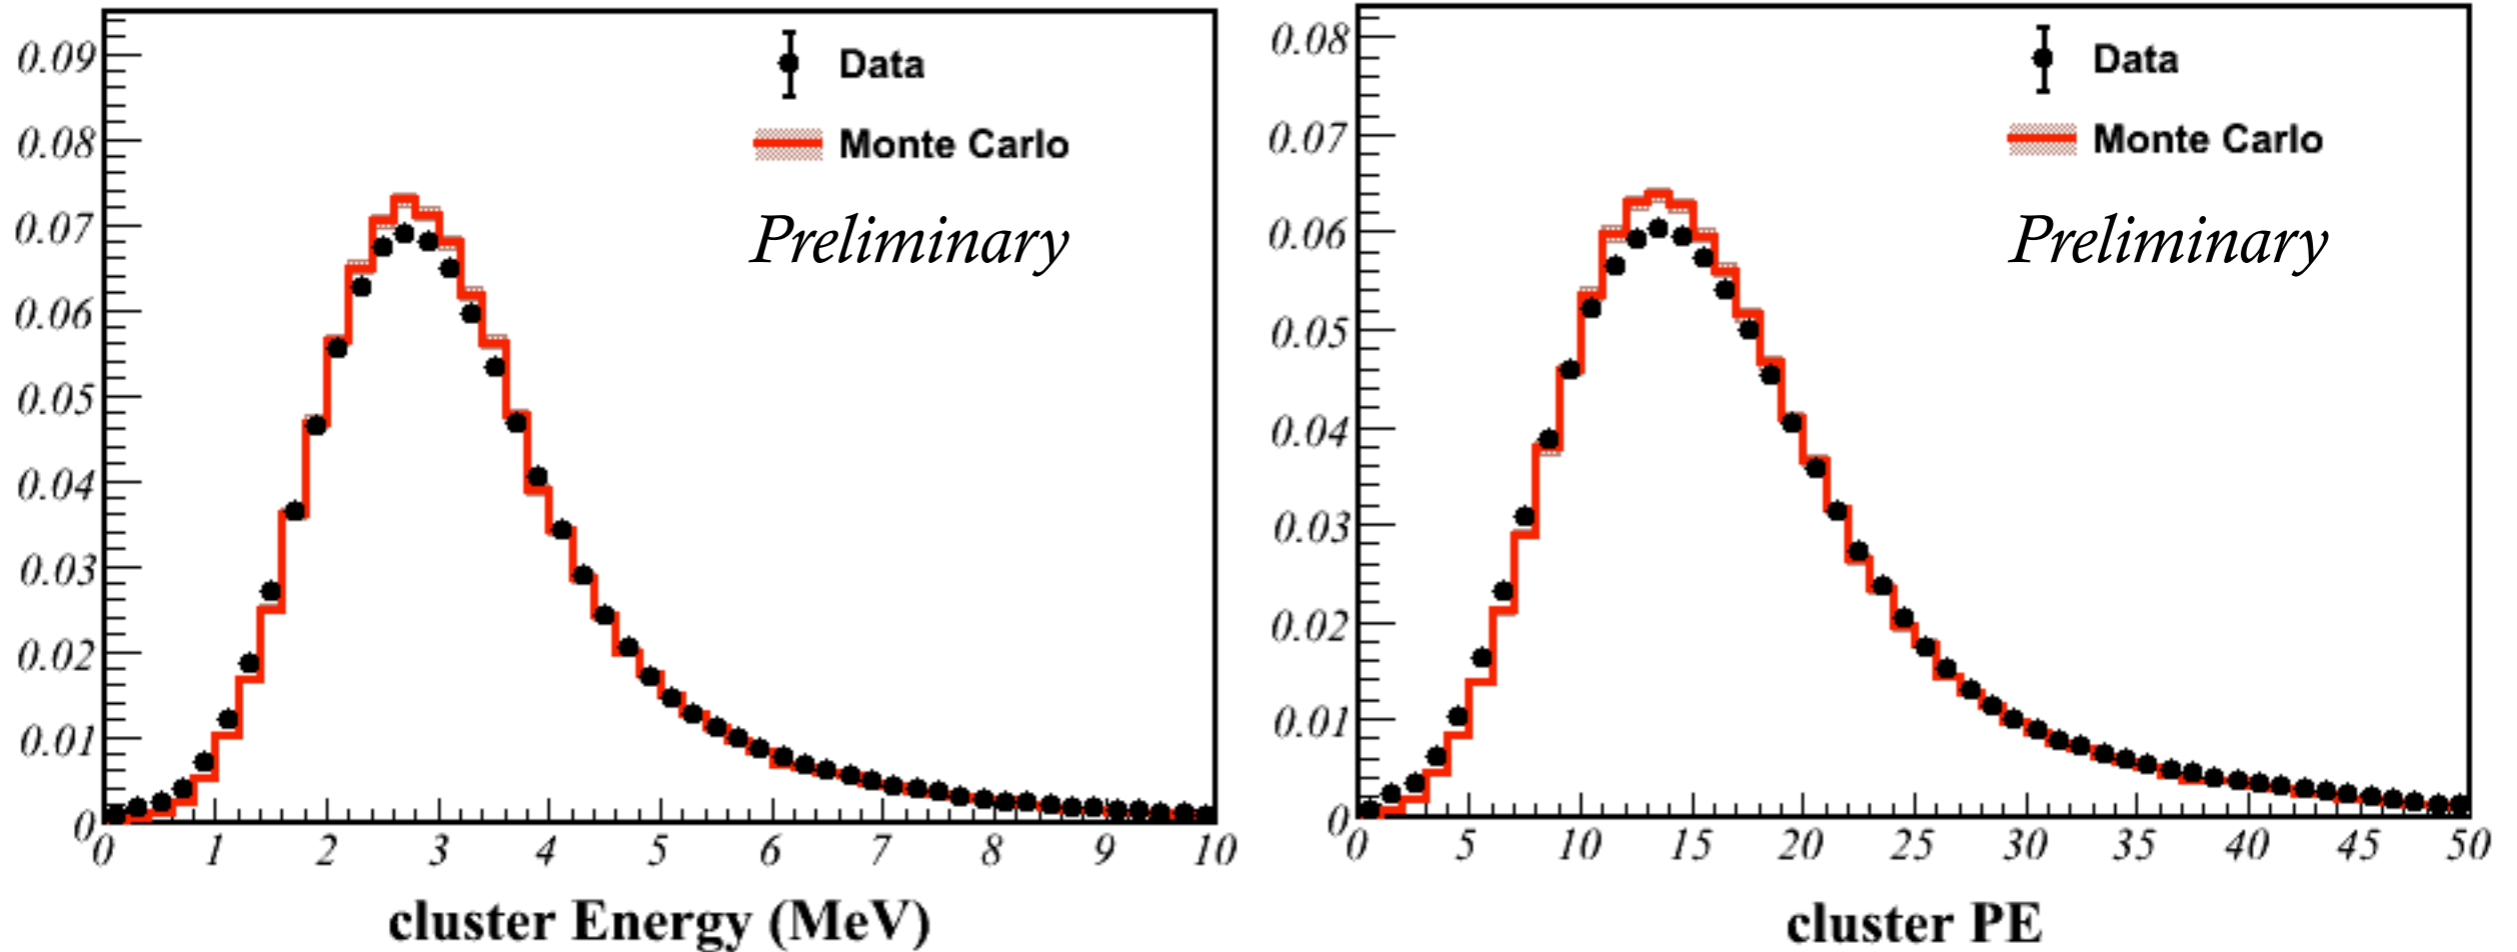 0.09
0.08
0.07
0.06
0.05
0.04
0.03
0.02
0.01
0
0 1 2 3 4 5 6 7 8 9 10
Data
Monte Carlo
Preliminary
cluster Energy (MeV)
0.08
0.07
0.06
0.05
0.04
0.03
0.02
0.01
0
0 5 10 15 20 25 30 35 40 45 50
Data
Monte Carlo
Preliminary
cluster PE